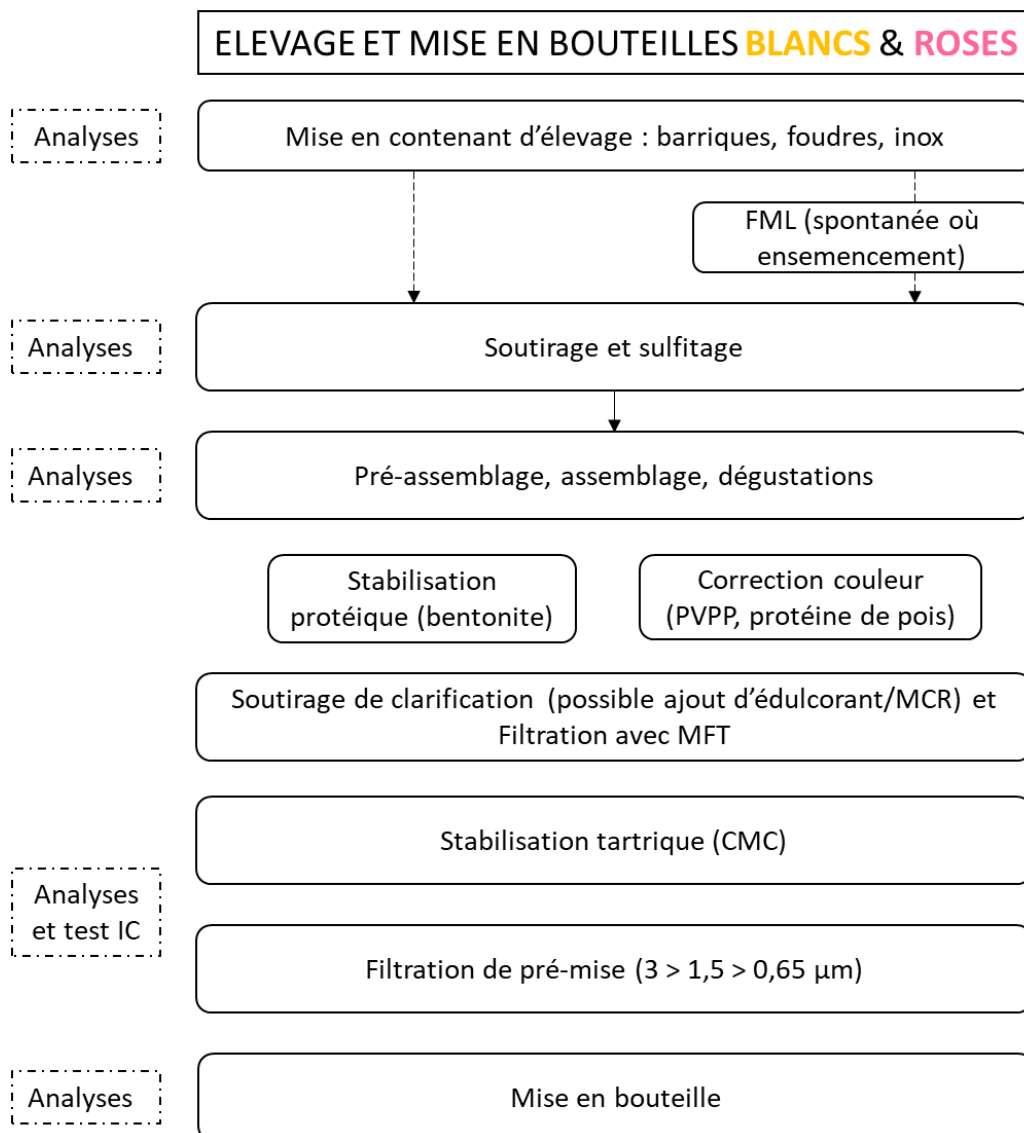 ELEVAGE ET MISE EN BOUTEILLES BLANCS & ROSES
Analyses
Mise en contenant d’élevage : barriques, foudres, inox
FML (spontanée où
ensemencement)
Analyses
Soutirage et sulfitage
Analyses
Pré-assemblage, assemblage, dégustations
Stabilisation
protéique (bentonite)
Correction couleur
(PVPP, protéine de pois)
Soutirage de clarification (possible ajout d’édulcorant/MCR) et
Filtration avec MFT
Stabilisation tartrique (CMC)
Analyses
et test IC
Filtration de pré-mise (3 > 1,5 > 0,65 µm)
Analyses
Mise en bouteille